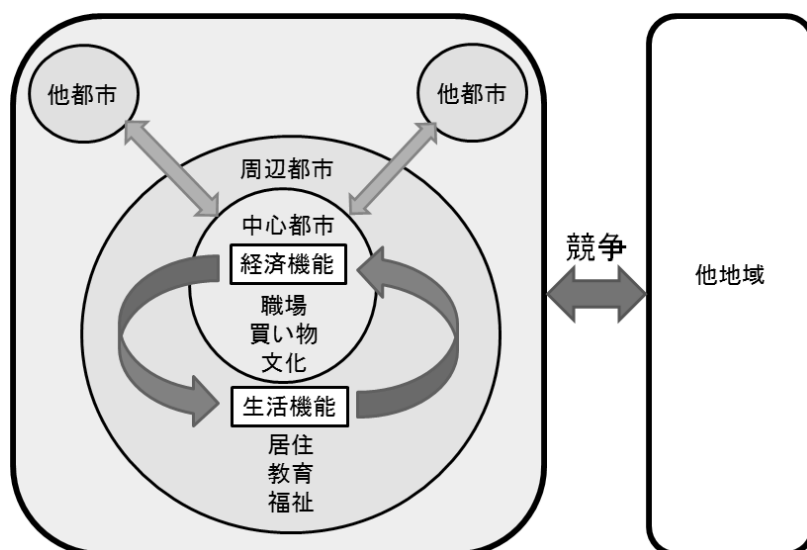 他都市
他都市
周辺都市
中心都市
経済機能
職場
買い物
文化
生活機能
居住
教育
福祉
競争
他地域